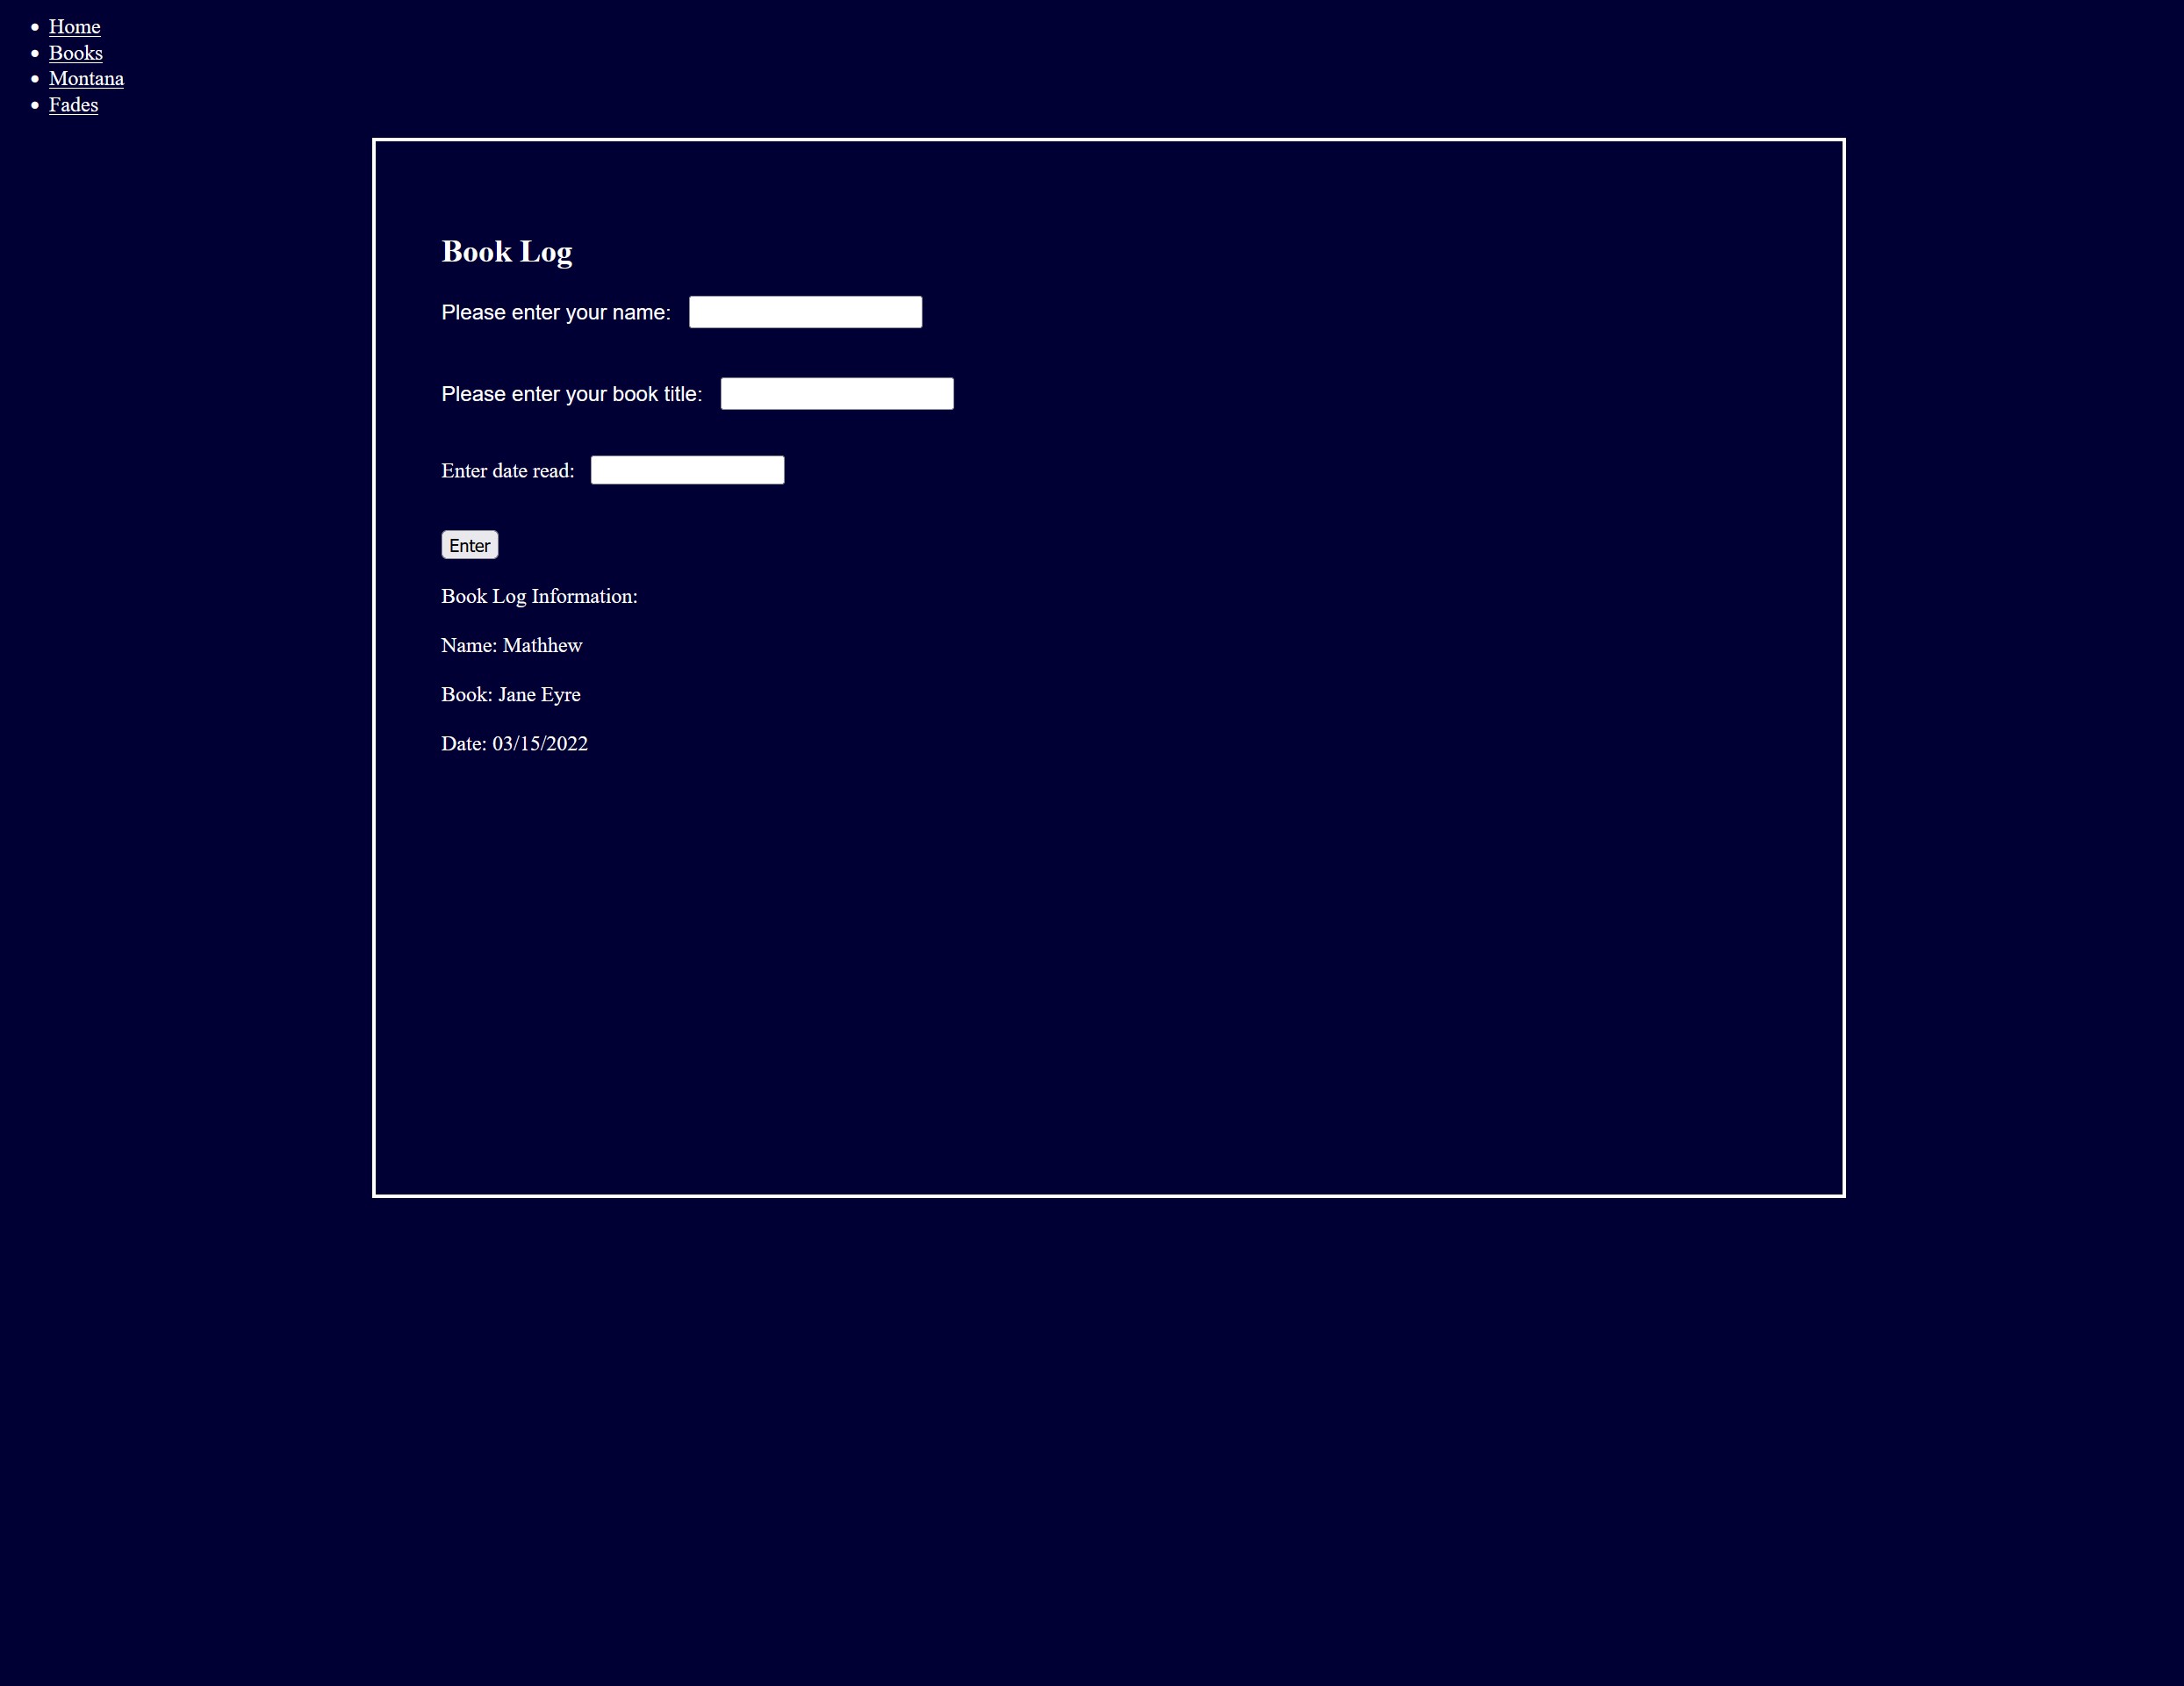 Home
Books
Montana
Fades
Book Log
Please enter your name:
Please enter your book title:
Enter date read:
Enter
Book Log Information:
Name: Mathhew
Book: Jane Eyre
Date: 03/15/2022